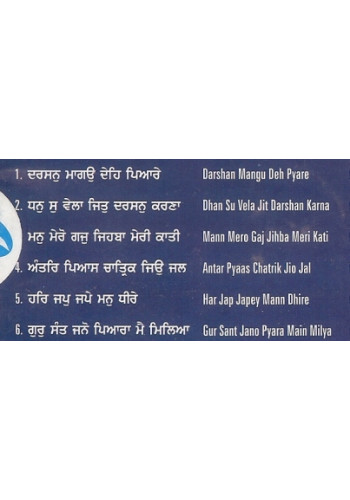 1. ਦਰਸਨੁ ਮਾਗਉ ਦੇਹਿ ਪਿਆਰੇ Darshan Mangu Deh Pyare
2. ਧਨੁ ਸੁ ਵੇਲਾ ਜਿਤੁ ਦਰਸਨੁ ਕਰਣਾ Dhan Su Vela Jit Darshan Karna
ਮਨੁ ਮੇਰੋ ਗਜੁ ਜਿਹਬਾ ਮੇਰੀ ਕਾਤੀ Mann Mero Gaj Jihba Meri Kati
4. ਅੰਤਰਿ ਪਿਆਸ ਚਾਤ੍ਰਿਕ ਜਿਉ ਜਲ Antar Pyaas Chatrik Jio Jal
5. ਹਰਿ ਜਪੁ ਜਪੇ ਮਨੁ ਧੀਰੇ Har Jap Japey Mann Dhire
6. ਗੁਰੁ ਸੰਤ ਜਨੋ ਪਿਆਰਾ ਮੈ ਮਿਲਿਆ Gur Sant Jano Pyara Main Milya